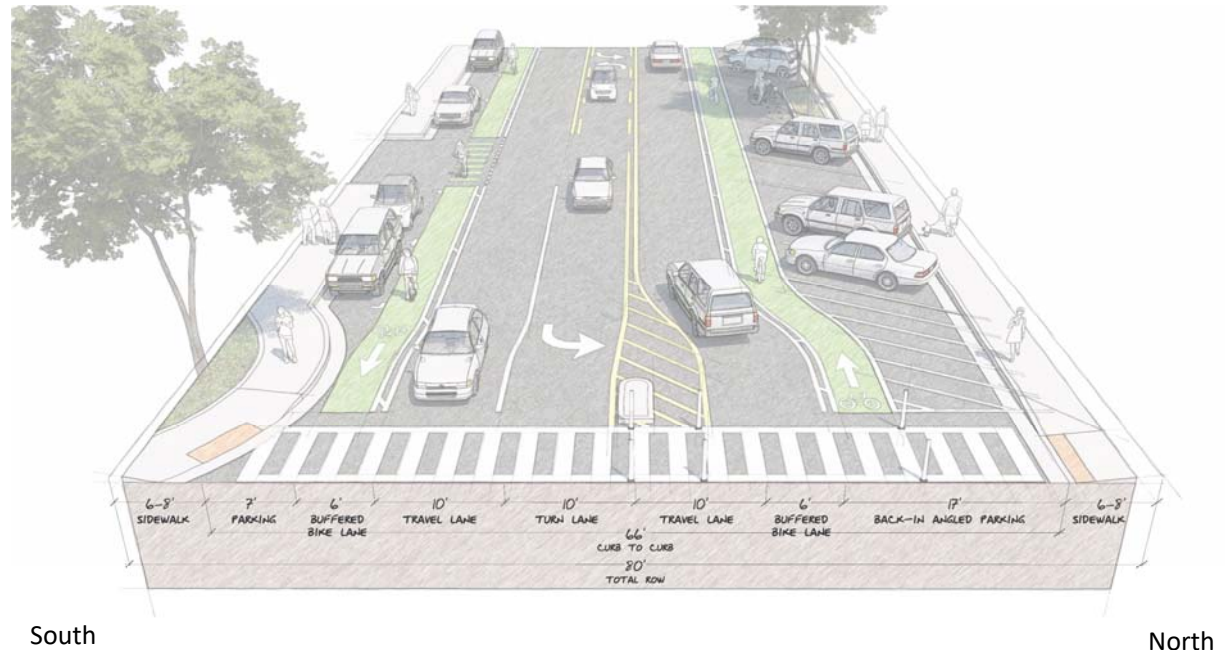 6-8' 7' 6' 10' 10' 10' 6' 17' 6-8'
SIDEWALK PARKING BUFFERED TRAVEL LANE TURN LANE TRAVEL LANE BUFFERED BACK-IN ANGLED PARKING SIDEWALK
BIKE LANE BIKE LANE
66'
CURB TO CURB
80'
TOTAL ROW
South North